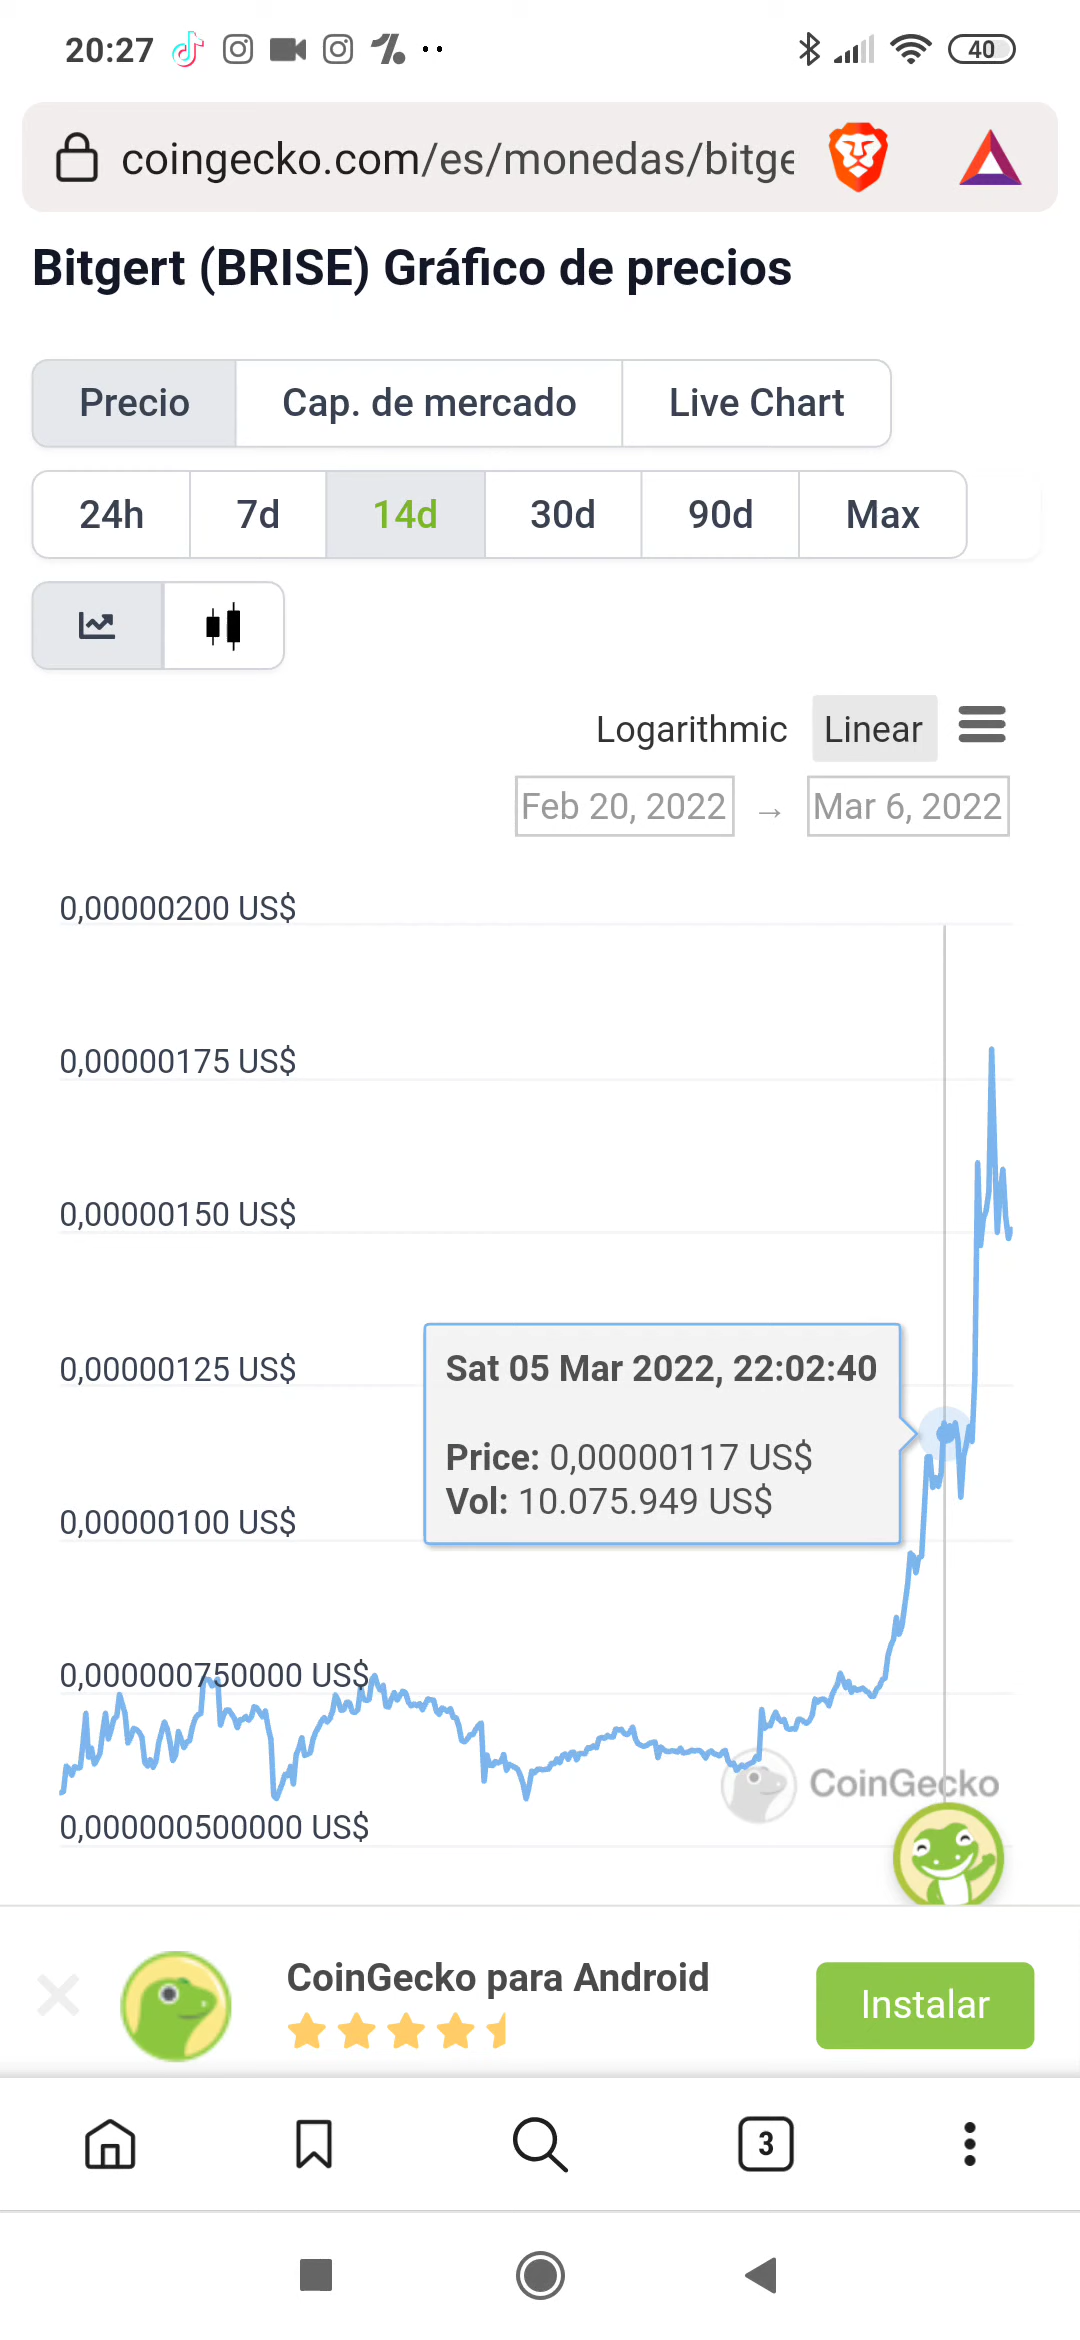 20:27
40
coingecko.com/es/monedas/bitge
Bitgert (BRISE) Gráfico de precios
Precio Cap. de mercado Live Chart
24h 7d 14d 30d 90d Max
Logarithmic Linear
Feb 20, 2022 → Mar 6, 2022
0,00000200 US$
0,00000175 US$
0,00000150 US$
0,00000125 US$
Sat 05 Mar 2022, 22:02:40
Price: 0,00000117 US$
Vol: 10.075.949 US$
0,00000100 US$
0,000000750000 US$
CoinGecko
0,000000500000 US$
CoinGecko para Android
Instalar
3